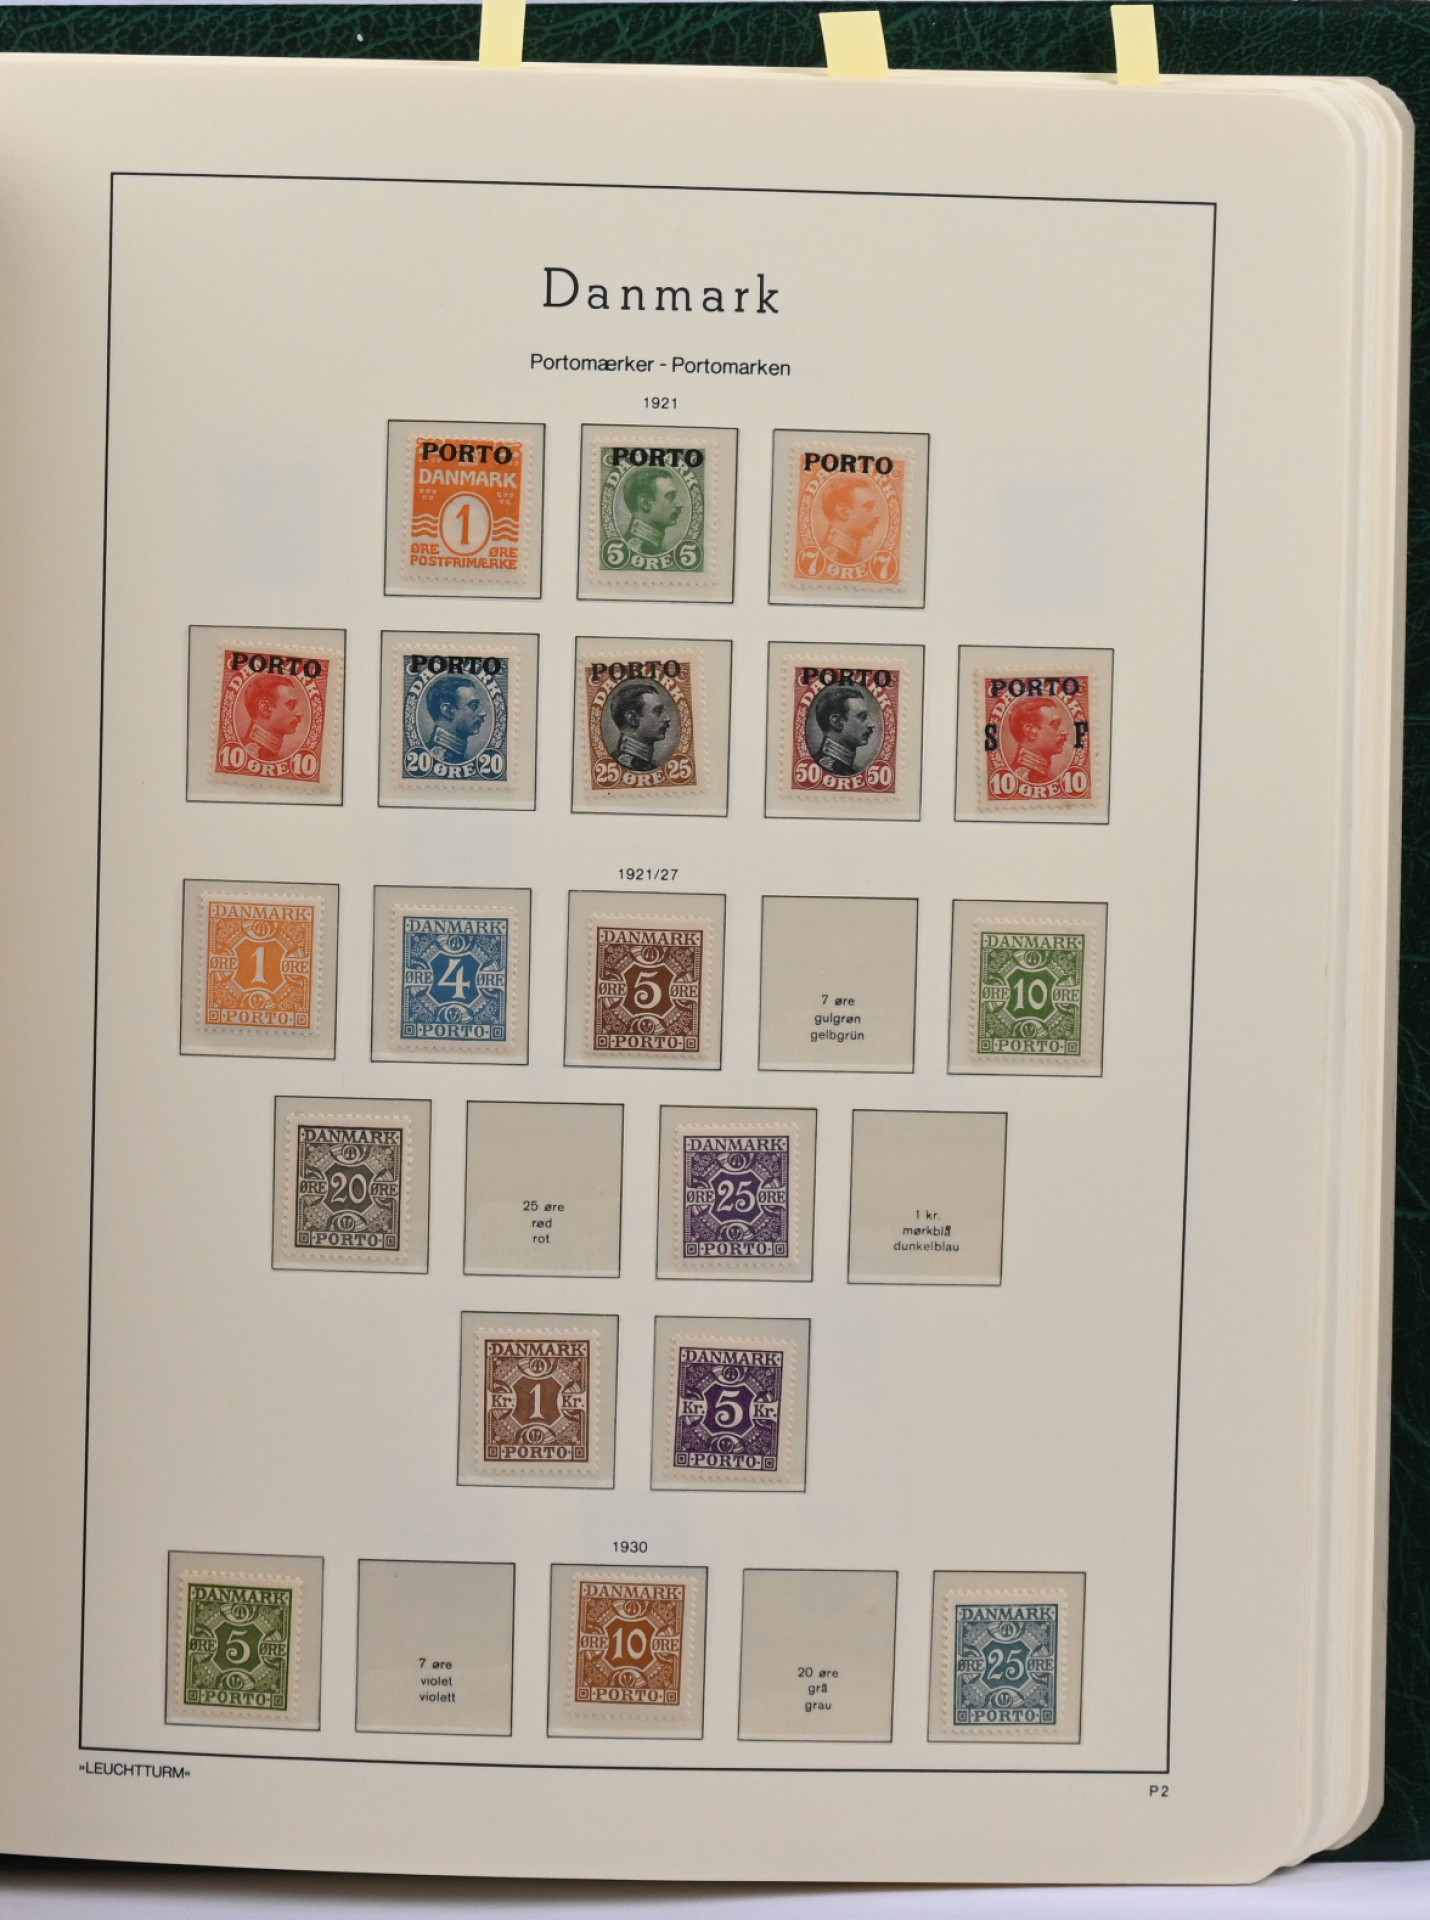 Danmark
Portomærker - Portomarken
1921
PORTO
DANMARK
1
ØRE ØRE
POSTFRIMÆRKE
PORTO
5 ØRE 5
PORTO
7 ØRE 7
PORTO
10 ØRE 10
PORTO
20 ØRE 20
PORTO
25 ØRE 25
PORTO
50 ØRE 50
PORTO
S F
10 ØRE 10
1921/27
DANMARK
ØRE 1 ØRE
PORTO
DANMARK
ØRE 4 ØRE
PORTO
DANMARK
ØRE 5 ØRE
PORTO
7 øre
gulgrøn
gelbgrün
DANMARK
ØRE 10 ØRE
PORTO
DANMARK
ØRE 20 ØRE
PORTO
25 øre
rød
rot
DANMARK
ØRE 25 ØRE
PORTO
1 kr.
mørkblå
dunkelblau
DANMARK
Kr. 1 Kr.
PORTO
DANMARK
Kr. 5 Kr.
PORTO
1930
DANMARK
ØRE 5 ØRE
PORTO
7 øre
violet
violett
DANMARK
ØRE 10 ØRE
PORTO
20 øre
grå
grau
DANMARK
ØRE 25 ØRE
PORTO
»LEUCHTTURM«
P 2